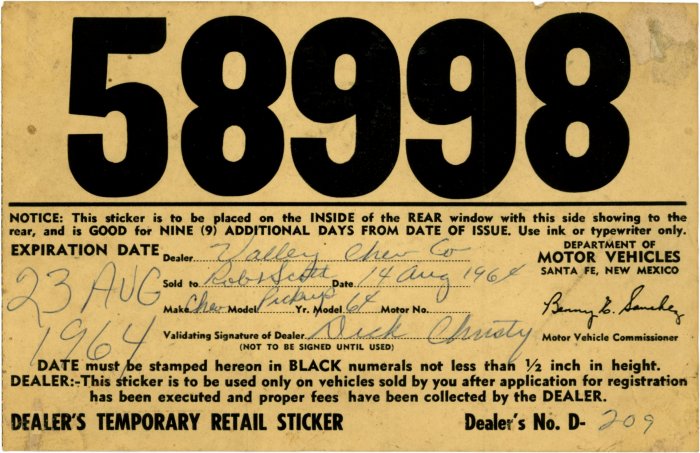 58998
NOTICE: This sticker is to be placed on the INSIDE of the REAR window with this side showing to the
rear, and is GOOD for NINE (9) ADDITIONAL DAYS FROM DATE OF ISSUE. Use ink or typewriter only.
EXPIRATION DATE
23 AUG
1964
Dealer Valley Chev Co
Sold to Rob Scott Date 14 Aug 1964
Make Chev Model Pickup Yr. Model 64 Motor No.
Validating Signature of Dealer Dick Christy
(NOT TO BE SIGNED UNTIL USED)
DEPARTMENT OF
MOTOR VEHICLES
SANTA FE, NEW MEXICO
Benny E. Sanchez
Motor Vehicle Commissioner
DATE must be stamped hereon in BLACK numerals not less than ½ inch in height.
DEALER:-This sticker is to be used only on vehicles sold by you after application for registration
has been executed and proper fees have been collected by the DEALER.
DEALER'S TEMPORARY RETAIL STICKER Dealer's No. D- 209